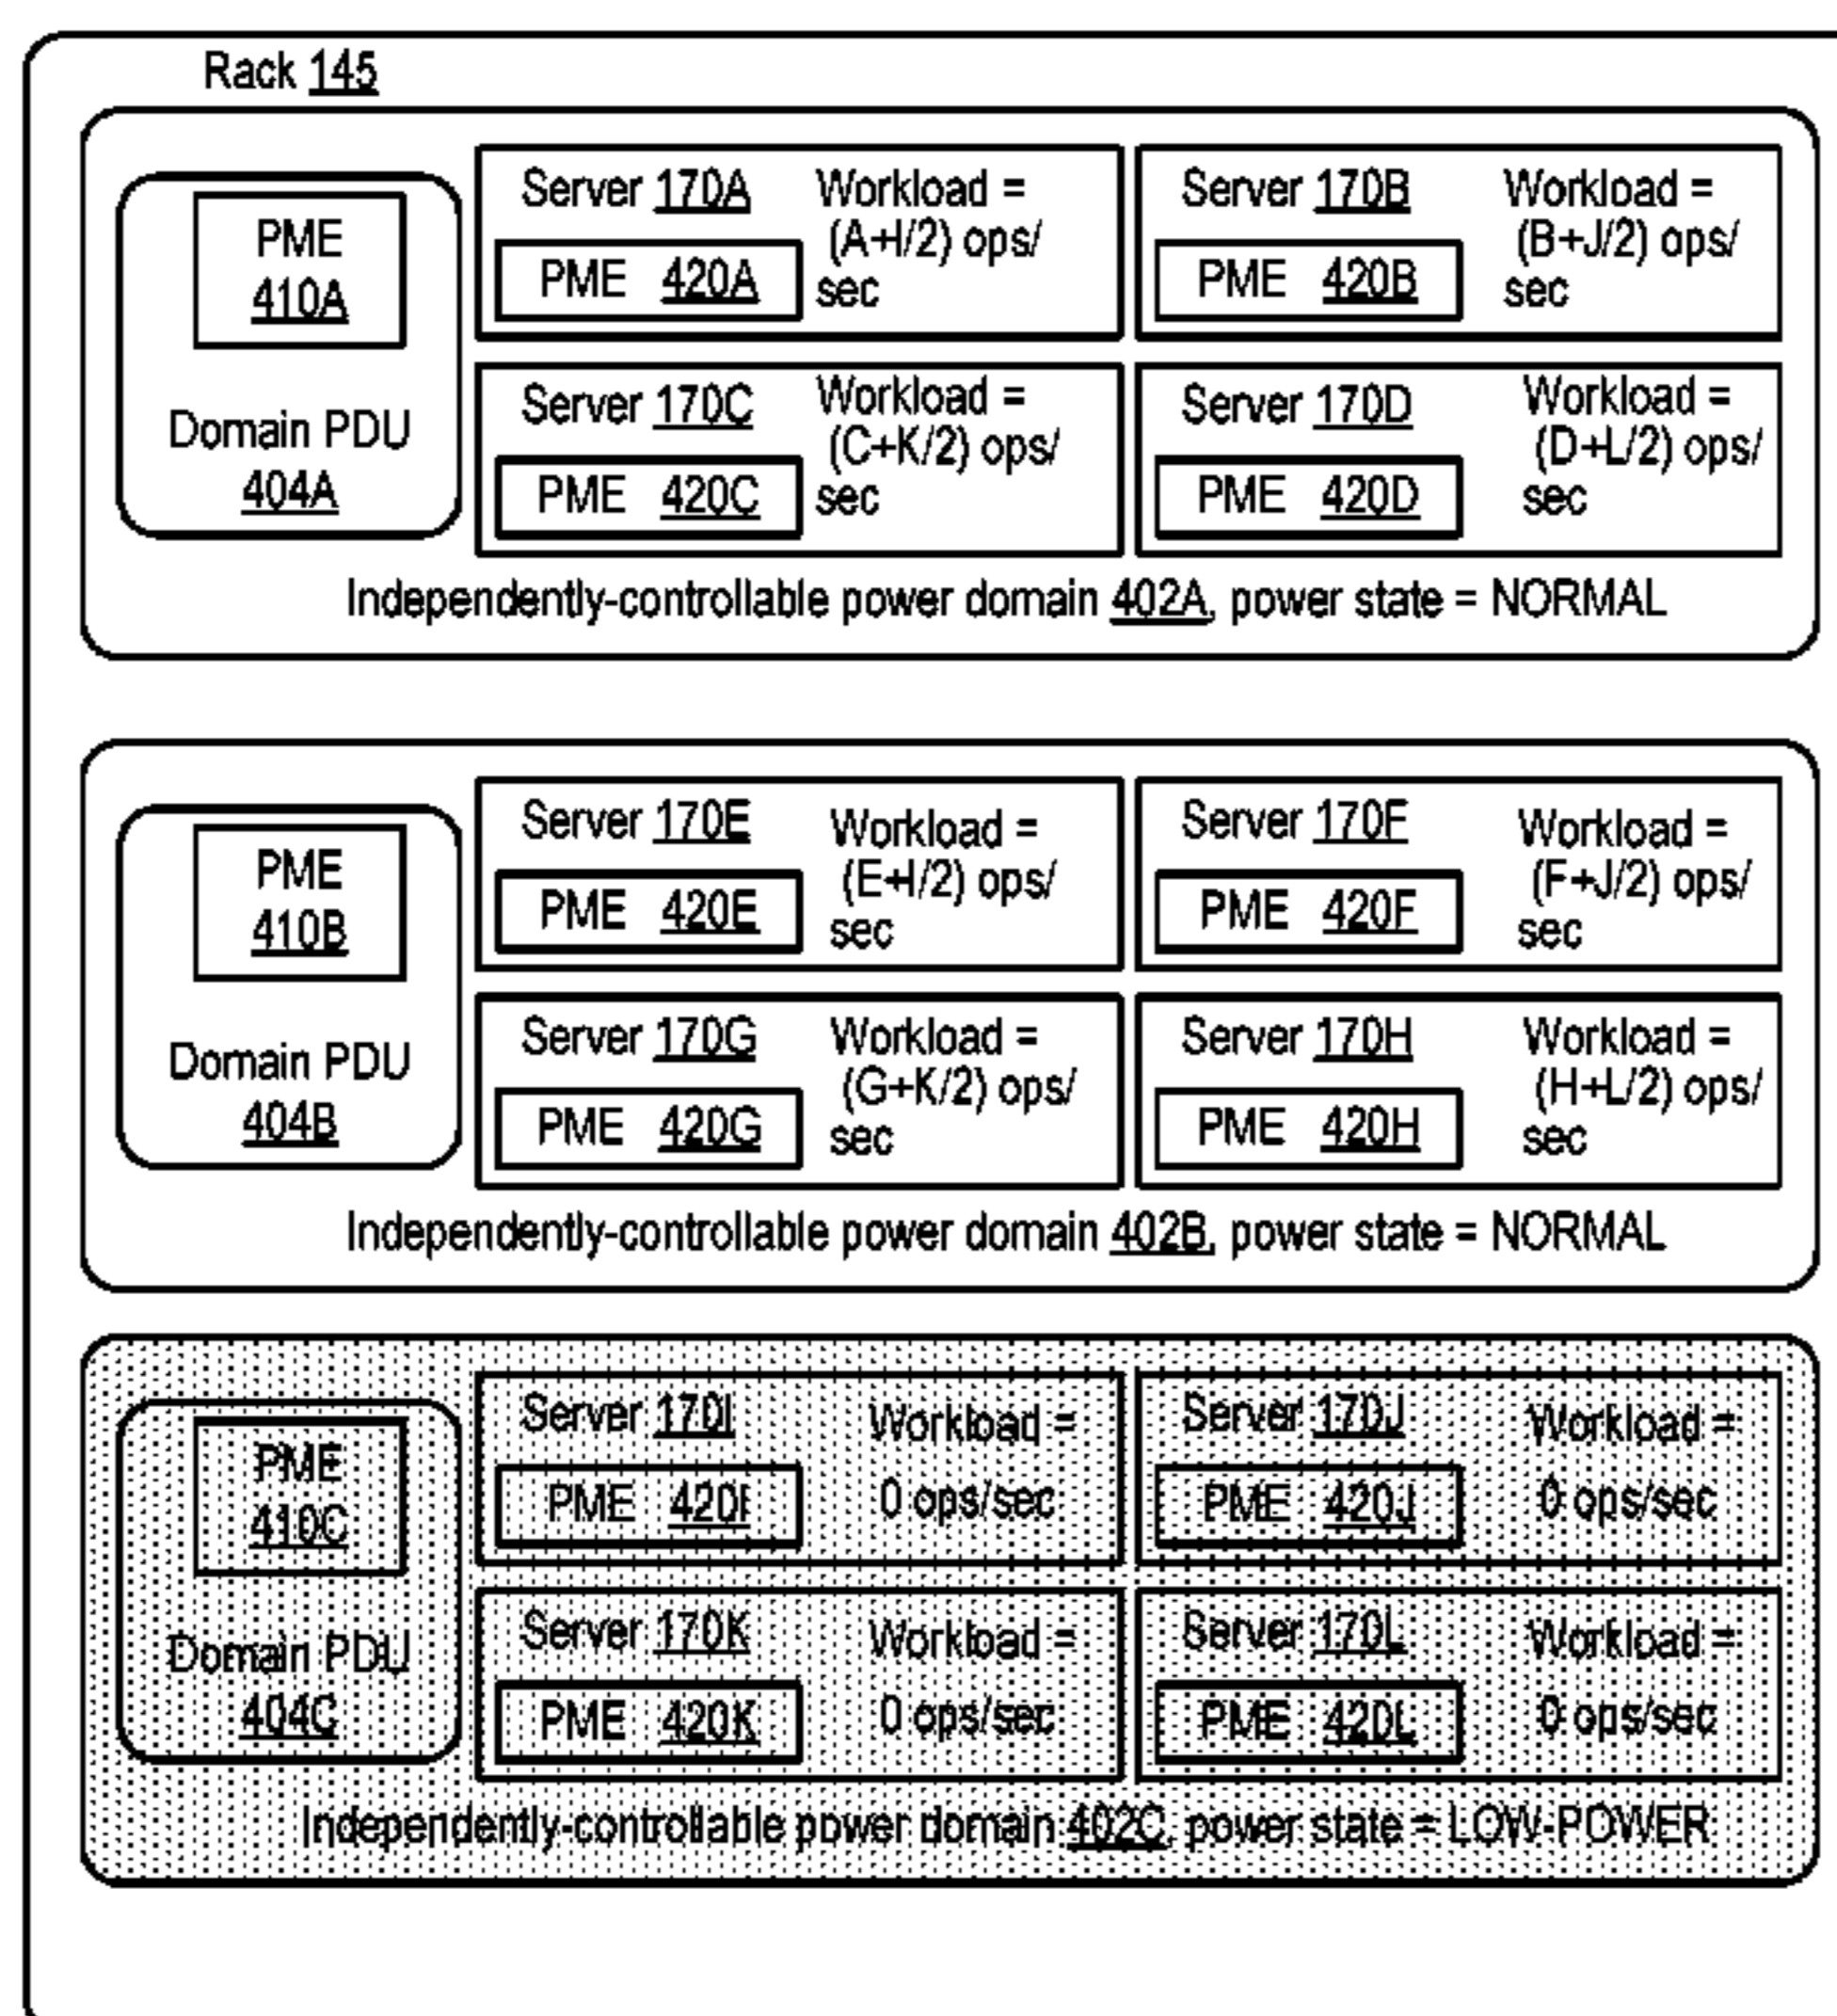 Rack 145
PME
410A
Domain PDU
404A
Server 170A
PME 420A
Workload =
(A+I/2) ops/
sec
Server 170B
PME 420B
Workload =
(B+J/2) ops/
sec
Server 170C
PME 420C
Workload =
(C+K/2) ops/
sec
Server 170D
PME 420D
Workload =
(D+L/2) ops/
sec
Independently-controllable power domain 402A, power state = NORMAL
PME
410B
Domain PDU
404B
Server 170E
PME 420E
Workload =
(E+I/2) ops/
sec
Server 170F
PME 420F
Workload =
(F+J/2) ops/
sec
Server 170G
PME 420G
Workload =
(G+K/2) ops/
sec
Server 170H
PME 420H
Workload =
(H+L/2) ops/
sec
Independently-controllable power domain 402B, power state = NORMAL
PME
410C
Domain PDU
404C
Server 170I
PME 420I
Workload =
0 ops/sec
Server 170J
PME 420J
Workload =
0 ops/sec
Server 170K
PME 420K
Workload =
0 ops/sec
Server 170L
PME 420L
Workload =
0 ops/sec
Independently-controllable power domain 402C, power state = LOW-POWER